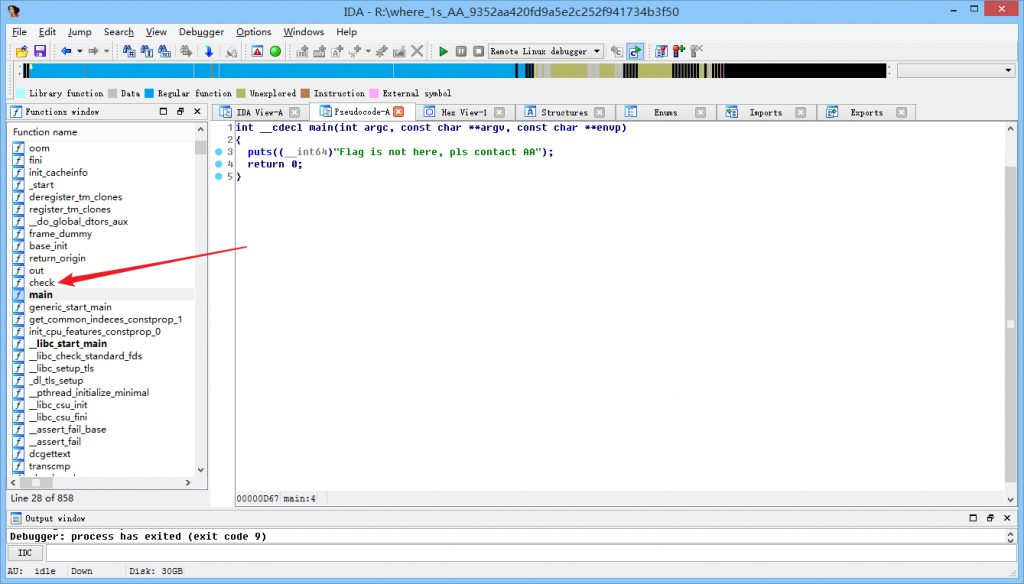 IDA - R:\where_1s_AA_9352aa420fd9a5e2c252f941734b3f50
File Edit Jump Search View Debugger Options Windows Help
Remote Linux debugger
Library function Data Regular function Unexplored Instruction External symbol
Functions window
IDA View-A Pseudocode-A Hex View-1 Structures Enums Imports Exports
Function name
oom
fini
init_cacheinfo
_start
deregister_tm_clones
register_tm_clones
__do_global_dtors_aux
frame_dummy
base_init
return_origin
out
check
main
generic_start_main
get_common_indeces_constprop_1
init_cpu_features_constprop_0
__libc_start_main
__libc_check_standard_fds
__libc_setup_tls
_dl_tls_setup
__pthread_initialize_minimal
__libc_csu_init
__libc_csu_fini
__assert_fail_base
__assert_fail
dcgettext
transcmp
Line 28 of 858
1 int __cdecl main(int argc, const char **argv, const char **envp)
2 {
3 puts((__int64)"Flag is not here, pls contact AA");
4 return 0;
5 }
00000D67 main:4
Output window
Debugger: process has exited (exit code 9)
IDC
AU: idle Down Disk: 30GB